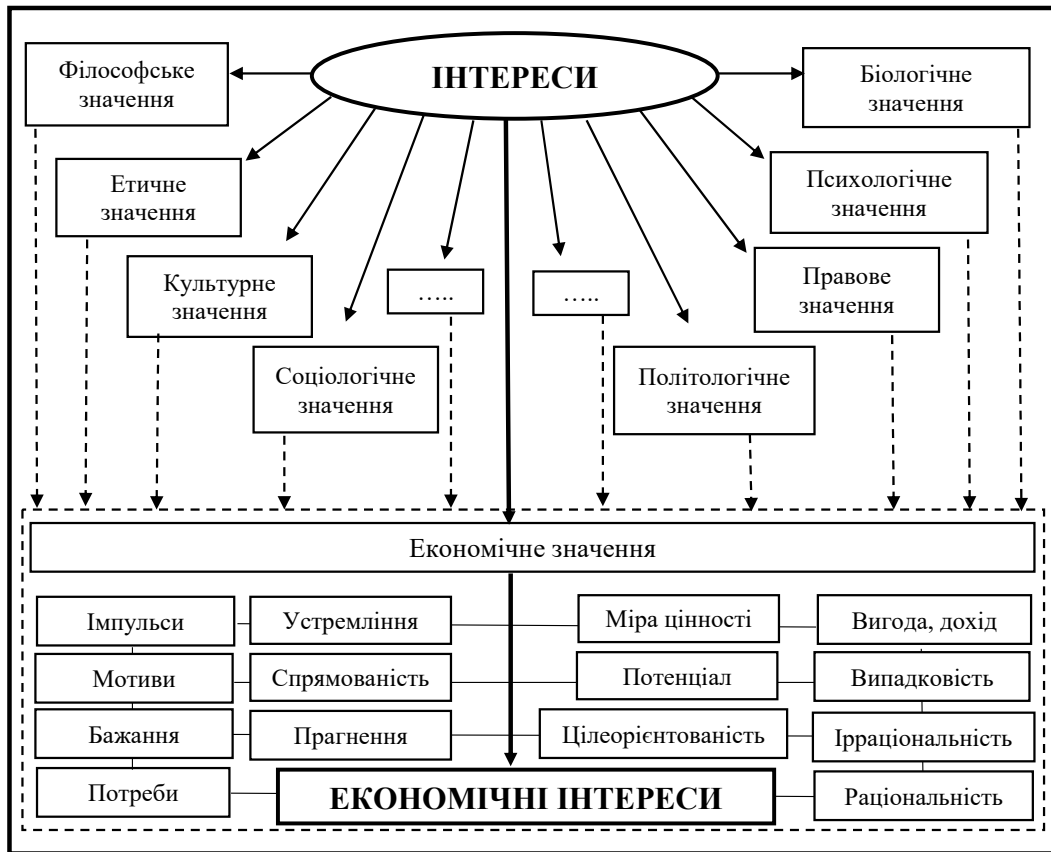 ІНТЕРЕСИ
Філософське
значення
Біологічне
значення
Етичне
значення
Психологічне
значення
Культурне
значення
…..
…..
Правове
значення
Соціологічне
значення
Політологічне
значення
Економічне значення
Імпульси
Устремління
Міра цінності
Вигода, дохід
Мотиви
Спрямованість
Потенціал
Випадковість
Бажання
Прагнення
Цілеорієнтованість
Ірраціональність
Потреби
ЕКОНОМІЧНІ ІНТЕРЕСИ
Раціональність